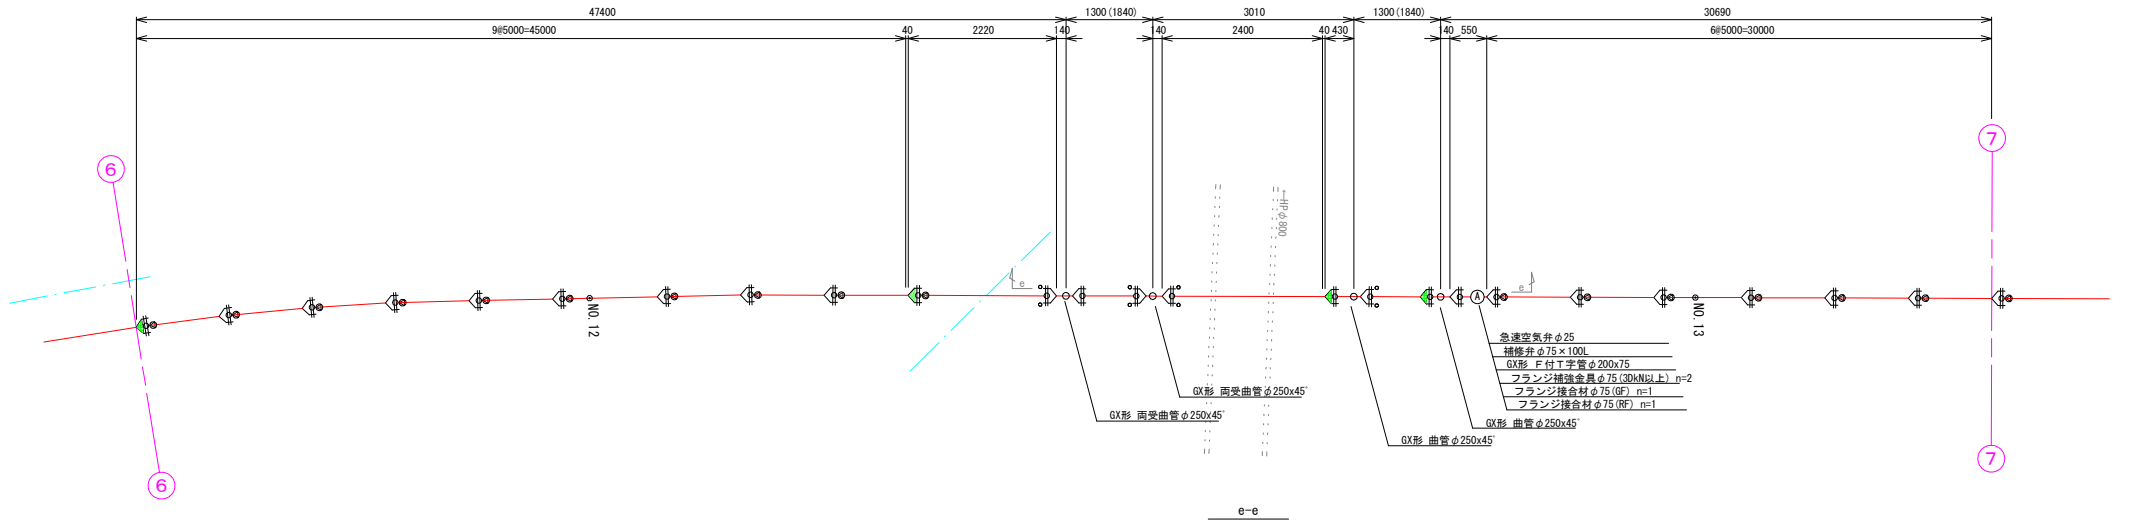 47400
1300(1840)
3010
1300(1840)
30690
9@5000=45000
40
2220
140
140
2400
40
430
140
550
6@5000=30000
⑥
⑦
HPφ800
e
e
NO.12
NO.13
急速空気弁φ25
補修弁φ75×100L
GX形 F付T字管φ200x75
フランジ補強金具φ75(3DkN以上) n=2
フランジ接合材φ75(GF) n=1
フランジ接合材φ75(RF) n=1
A
GX形 両受曲管φ250x45°
GX形 両受曲管φ250x45°
GX形 曲管φ250x45°
GX形 曲管φ250x45°
⑥
⑦
e-e